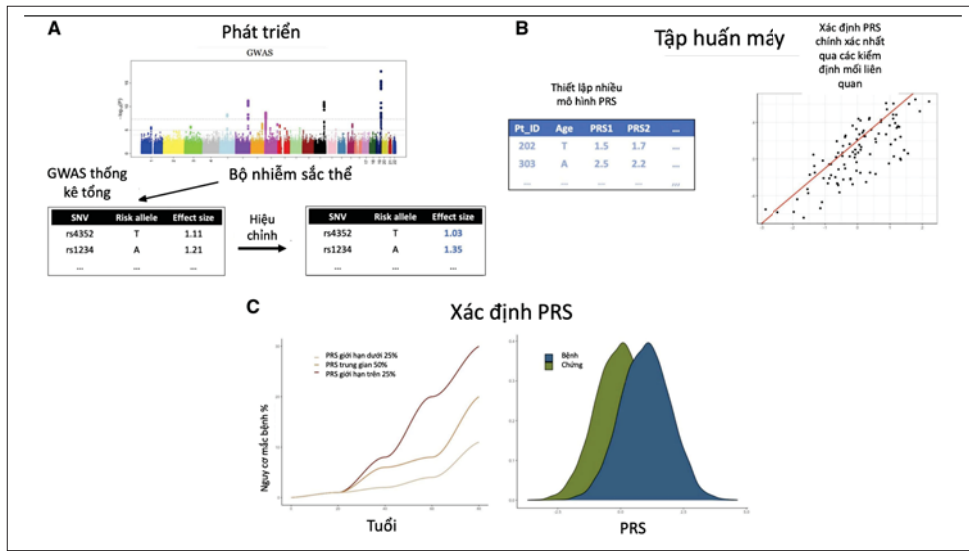 A
Phát triển
GWAS
-log₁₀(P)
GWAS thống
kê tổng
Bộ nhiễm sắc thể
SNV Risk allele Effect size
rs4352 T 1.11
rs1234 A 1.21
... ... ...
Hiệu
chỉnh
SNV Risk allele Effect size
rs4352 T 1.03
rs1234 A 1.35
... ... ...
B
Tập huấn máy
Thiết lập nhiều
mô hình PRS
Pt_ID Age PRS1 PRS2 ...
202 T 1.5 1.7 ...
303 A 2.5 2.2 ...
... ... ... ... ...
Xác định PRS
chính xác nhất
qua các kiểm
định mối liên
quan
C
Xác định PRS
Nguy cơ mắc bệnh %
PRS giới hạn dưới 25%
PRS trung gian 50%
PRS giới hạn trên 25%
Tuổi
Bệnh
Chứng
PRS